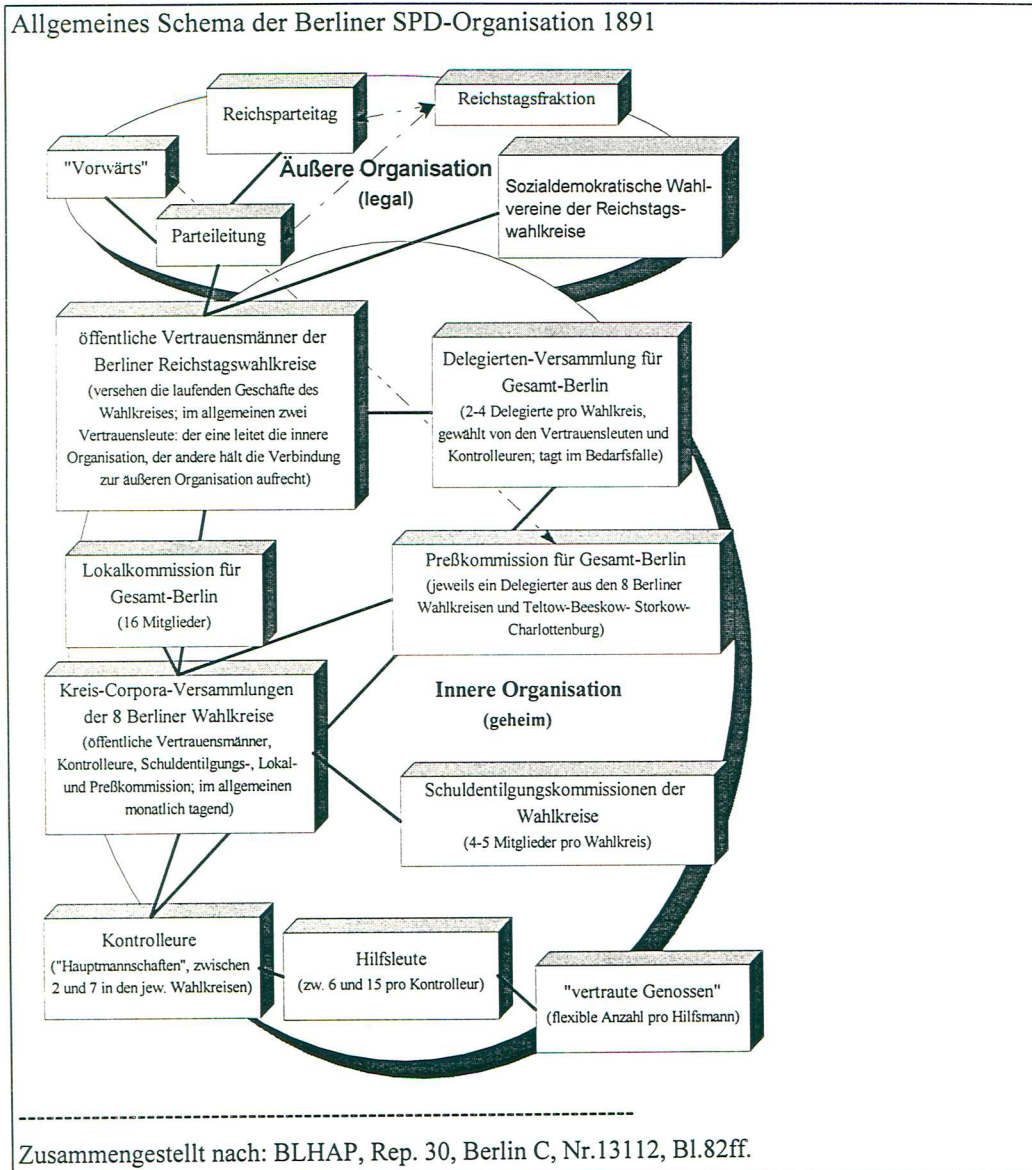 Allgemeines Schema der Berliner SPD-Organisation 1891
Reichsparteitag
Reichstagsfraktion
"Vorwärts"
Äußere Organisation
(legal)
Sozialdemokratische Wahl-
vereine der Reichstags-
wahlkreise
Parteileitung
öffentliche Vertrauensmänner der
Berliner Reichstagswahlkreise
(versehen die laufenden Geschäfte des
Wahlkreises; im allgemeinen zwei
Vertrauensleute: der eine leitet die innere
Organisation, der andere hält die Verbindung
zur äußeren Organisation aufrecht)
Delegierten-Versammlung für
Gesamt-Berlin
(2-4 Delegierte pro Wahlkreis,
gewählt von den Vertrauensleuten und
Kontrolleuren; tagt im Bedarfsfalle)
Lokalkommission für
Gesamt-Berlin
(16 Mitglieder)
Preßkommission für Gesamt-Berlin
(jeweils ein Delegierter aus den 8 Berliner
Wahlkreisen und Teltow-Beeskow- Storkow-
Charlottenburg)
Kreis-Corpora-Versammlungen
der 8 Berliner Wahlkreise
(öffentliche Vertrauensmänner,
Kontrolleure, Schuldentilgungs-, Lokal-
und Preßkommission; im allgemeinen
monatlich tagend)
Innere Organisation
(geheim)
Schuldentilgungskommissionen der
Wahlkreise
(4-5 Mitglieder pro Wahlkreis)
Kontrolleure
("Hauptmannschaften", zwischen
2 und 7 in den jew. Wahlkreisen)
Hilfsleute
(zw. 6 und 15 pro Kontrolleur)
"vertraute Genossen"
(flexible Anzahl pro Hilfsmann)
Zusammengestellt nach: BLHAP, Rep. 30, Berlin C, Nr.13112, Bl.82ff.